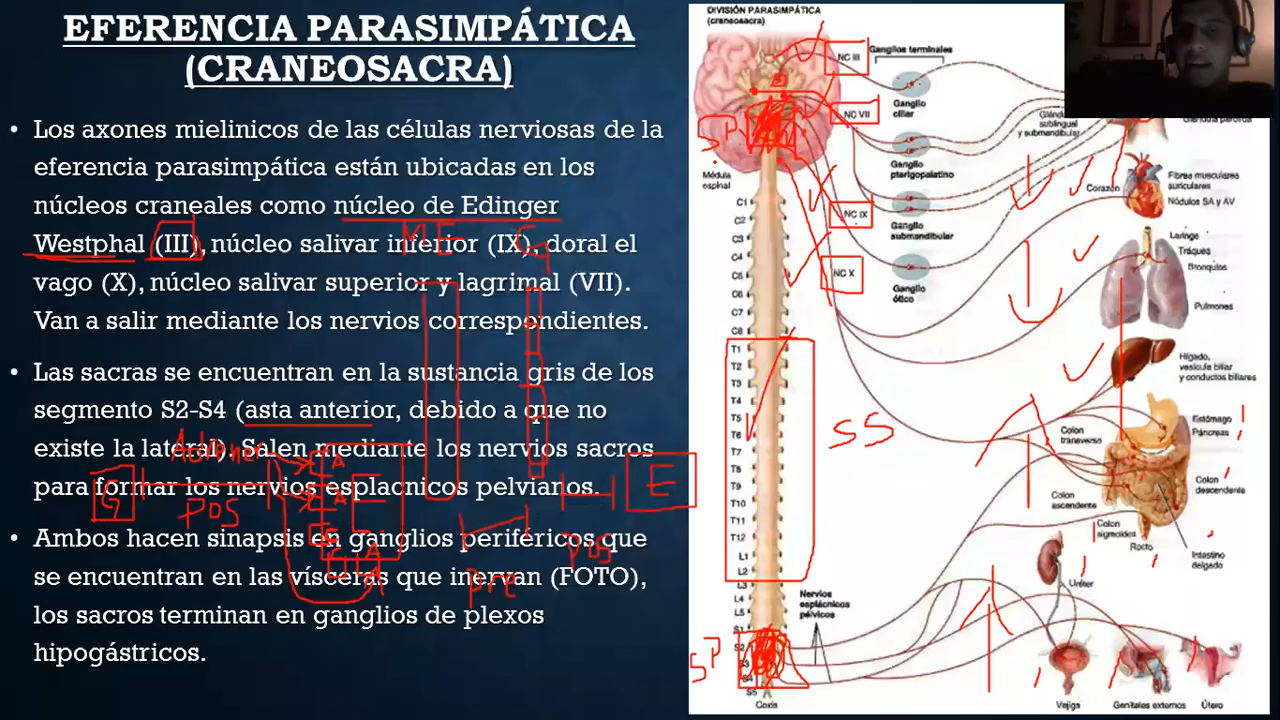 EFERENCIA PARASIMPÁTICA
(CRANEOSACRA)
• Los axones mielinicos de las células nerviosas de la
eferencia parasimpática están ubicadas en los
núcleos craneales como núcleo de Edinger
Westphal (III), núcleo salivar inferior (IX), doral el
vago (X), núcleo salivar superior y lagrimal (VII).
Van a salir mediante los nervios correspendientes.
• Las sacras se encuentran en la sustancia gris de los
segmento S2-S4 (asta anterior, debido a que no
existe la lateral). Salen mediante los nervios sacros
para formar los nervios esplacnicos pelvianos.
• Ambos hacen sinapsis en ganglios periféricos que
se encuentran en las vísceras que inervan (FOTO),
los sacros terminan en ganglios de plexos
hipogástricos.
M E
G
A
A
A
G
POS
E
pre
POS
DIVISIÓN PARASIMPÁTICA
(craneosacra)
NC III
Ganglios terminales
Ganglio
ciliar
NC VII
Ganglio
pterigopalatino
NC IX
Ganglio
submandibular
NC X
Ganglio
ótico
SP
Médula
espinal
C1
C2
C3
C4
C5
C6
C7
C8
T1
T2
T3
T4
T5
T6
T7
T8
T9
T10
T11
T12
L1
L2
L3
L4
L5
S1
S2
S3
S4
S5
Coxis
SS
SP
Nervios
esplácnicos
pélvicos
sublingual
y submandibular
Glándula parótida
Corazón
Fibras musculares
auriculares
Nódulos SA y AV
Laringe
Tráquea
Bronquios
Pulmones
Hígado,
vesícula biliar
y conductos biliares
Estómago
Páncreas
Colon
transverso
Colon
descendente
Colon
ascendente
Colon
sigmoides
Recto
Intestino
delgado
Uréter
Vejiga
Genitales externos
Útero